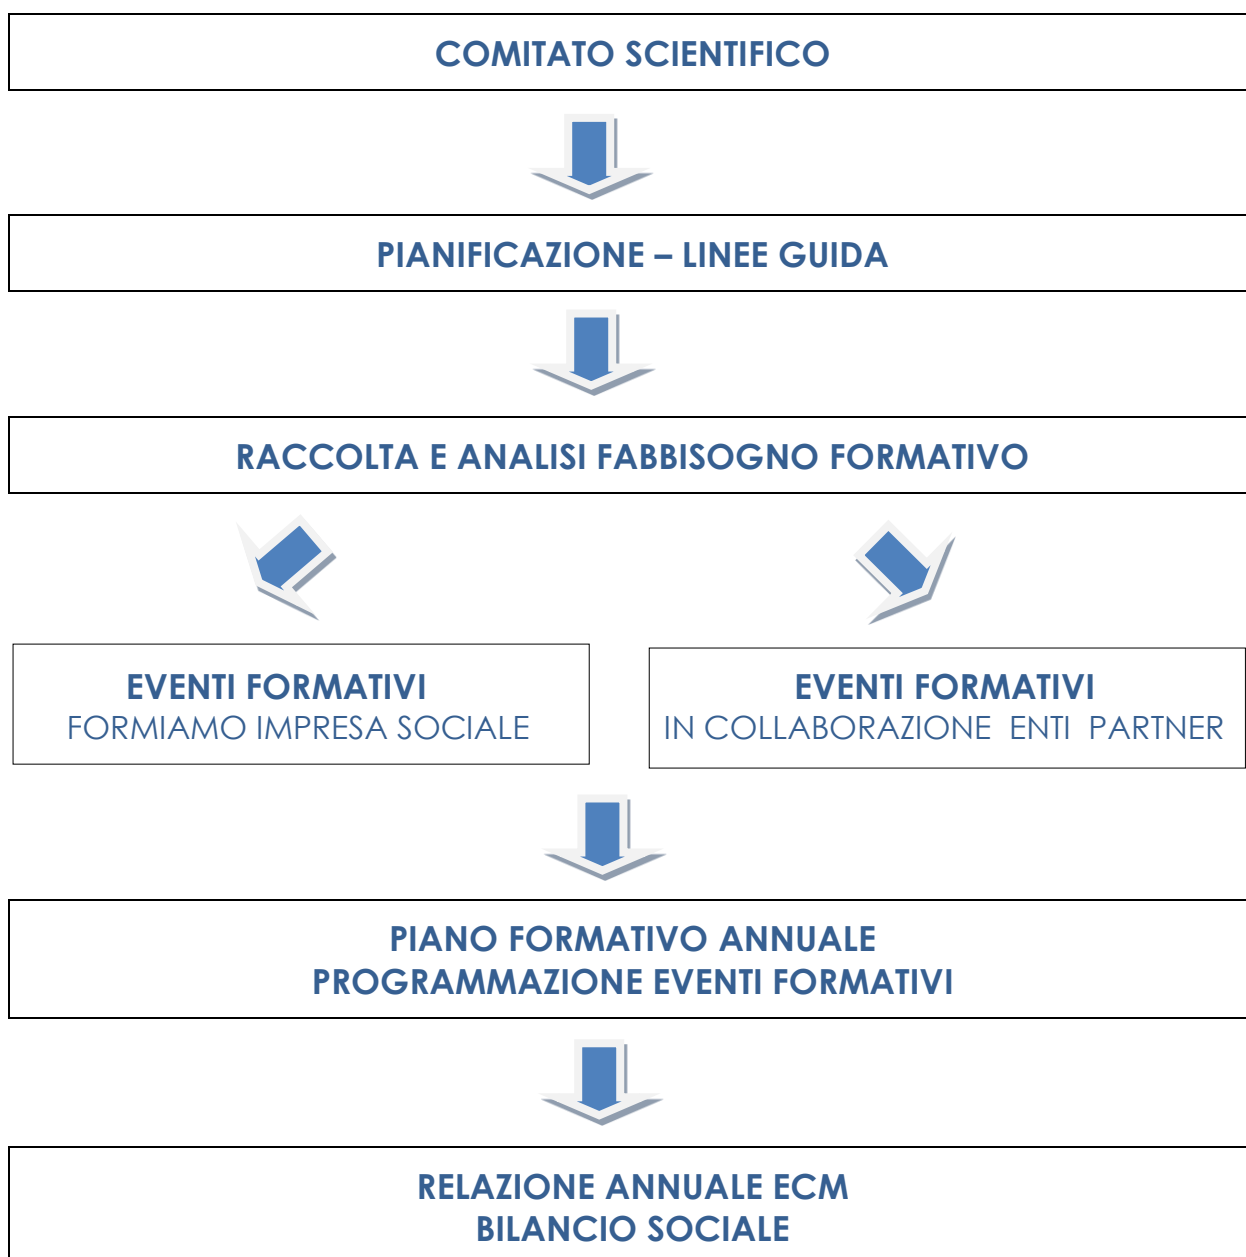 COMITATO SCIENTIFICO
PIANIFICAZIONE – LINEE GUIDA
RACCOLTA E ANALISI FABBISOGNO FORMATIVO
EVENTI FORMATIVI
FORMIAMO IMPRESA SOCIALE
EVENTI FORMATIVI
IN COLLABORAZIONE ENTI PARTNER
PIANO FORMATIVO ANNUALE
PROGRAMMAZIONE EVENTI FORMATIVI
RELAZIONE ANNUALE ECM
BILANCIO SOCIALE